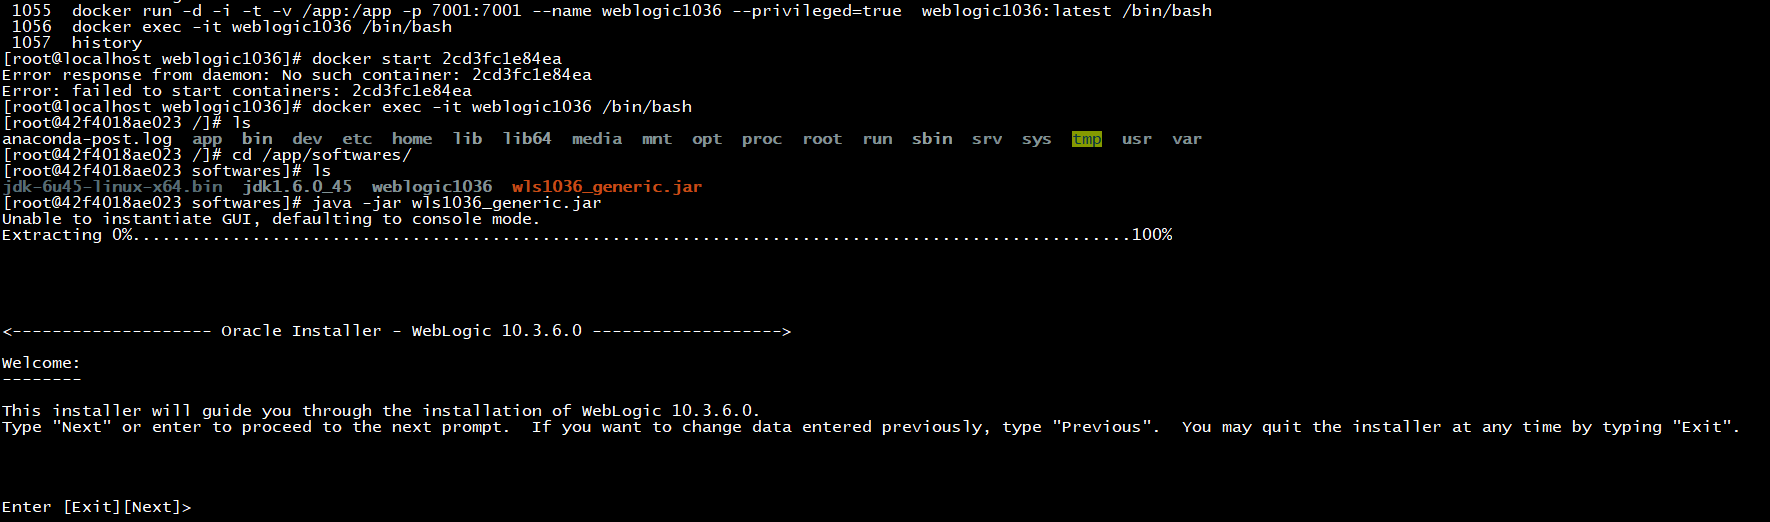 1055  docker run -d -i -t -v /app:/app -p 7001:7001 --name weblogic1036 --privileged=true  weblogic1036:latest /bin/bash
1056  docker exec -it weblogic1036 /bin/bash
1057  history
[root@localhost weblogic1036]# docker start 2cd3fc1e84ea
Error response from daemon: No such container: 2cd3fc1e84ea
Error: failed to start containers: 2cd3fc1e84ea
[root@localhost weblogic1036]# docker exec -it weblogic1036 /bin/bash
[root@42f4018ae023 /]# ls
anaconda-post.log  app  bin  dev  etc  home  lib  lib64  media  mnt  opt  proc  root  run  sbin  srv  sys  tmp  usr  var
[root@42f4018ae023 /]# cd /app/softwares/
[root@42f4018ae023 softwares]# ls
jdk-6u45-linux-x64.bin  jdk1.6.0_45  weblogic1036  wls1036_generic.jar
[root@42f4018ae023 softwares]# java -jar wls1036_generic.jar
Unable to instantiate GUI, defaulting to console mode.
Extracting 0%....................................................................................................100%
<-------------------- Oracle Installer - WebLogic 10.3.6.0 ------------------->
Welcome:
--------
This installer will guide you through the installation of WebLogic 10.3.6.0.
Type "Next" or enter to proceed to the next prompt.  If you want to change data entered previously, type "Previous".  You may quit the installer at any time by typing "Exit".
Enter [Exit][Next]>